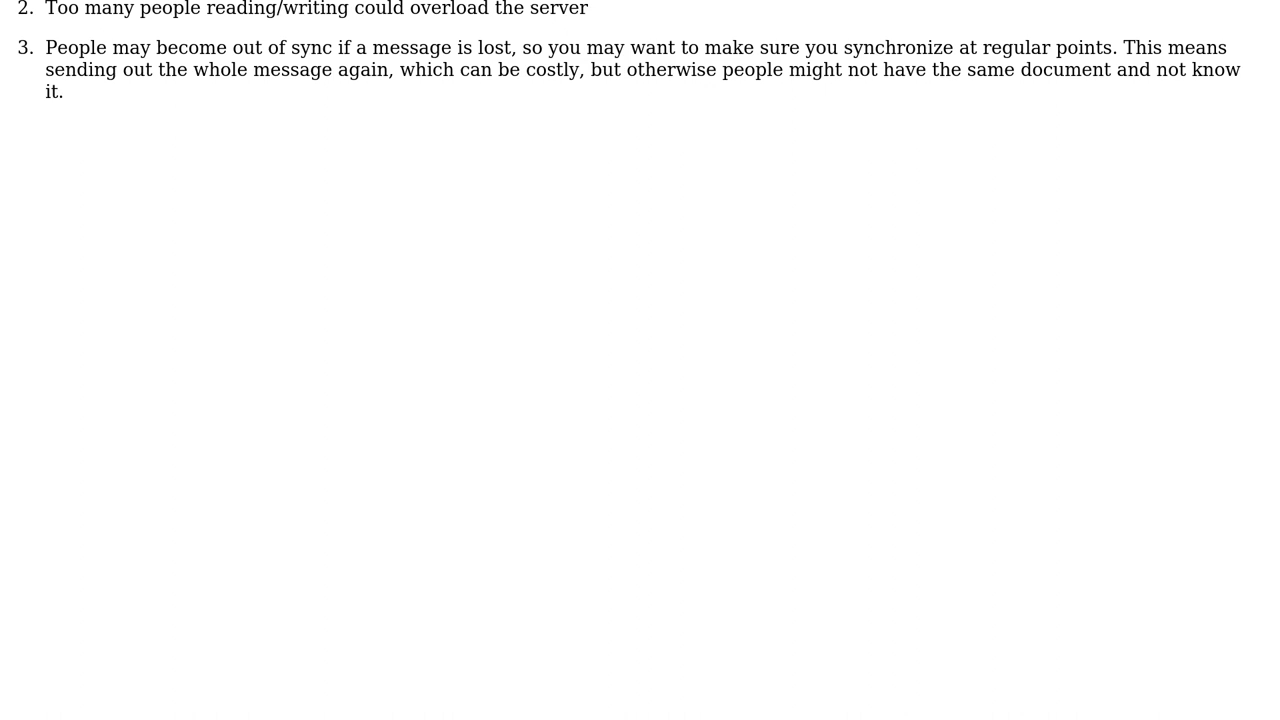 2. Too many people reading/writing could overload the server
3. People may become out of sync if a message is lost, so you may want to make sure you synchronize at regular points. This means
sending out the whole message again, which can be costly, but otherwise people might not have the same document and not know
it.